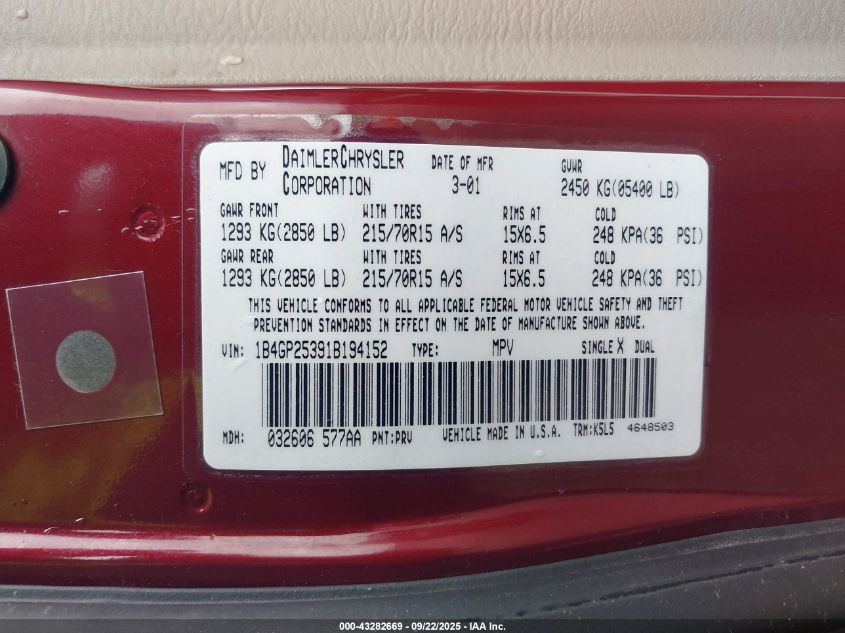 MFD BY DAIMLERCHRYSLER CORPORATION DATE OF MFR 3-01 GVWR 2450 KG(05400 LB)
GAWR FRONT WITH TIRES RIMS AT COLD
1293 KG(2850 LB) 215/70R15 A/S 15X6.5 248 KPA(36 PSI)
GAWR REAR WITH TIRES RIMS AT COLD
1293 KG(2850 LB) 215/70R15 A/S 15X6.5 248 KPA(36 PSI)
THIS VEHICLE CONFORMS TO ALL APPLICABLE FEDERAL MOTOR VEHICLE SAFETY AND THEFT
PREVENTION STANDARDS IN EFFECT ON THE DATE OF MANUFACTURE SHOWN ABOVE.
VIN: 1B4GP25391B194152 TYPE: MPV SINGLE X DUAL
MDH: 032606 577AA PNT:PRV VEHICLE MADE IN U.S.A. TRM:K5L5 4648503
000-43282669 - 09/22/2025 - IAA Inc.